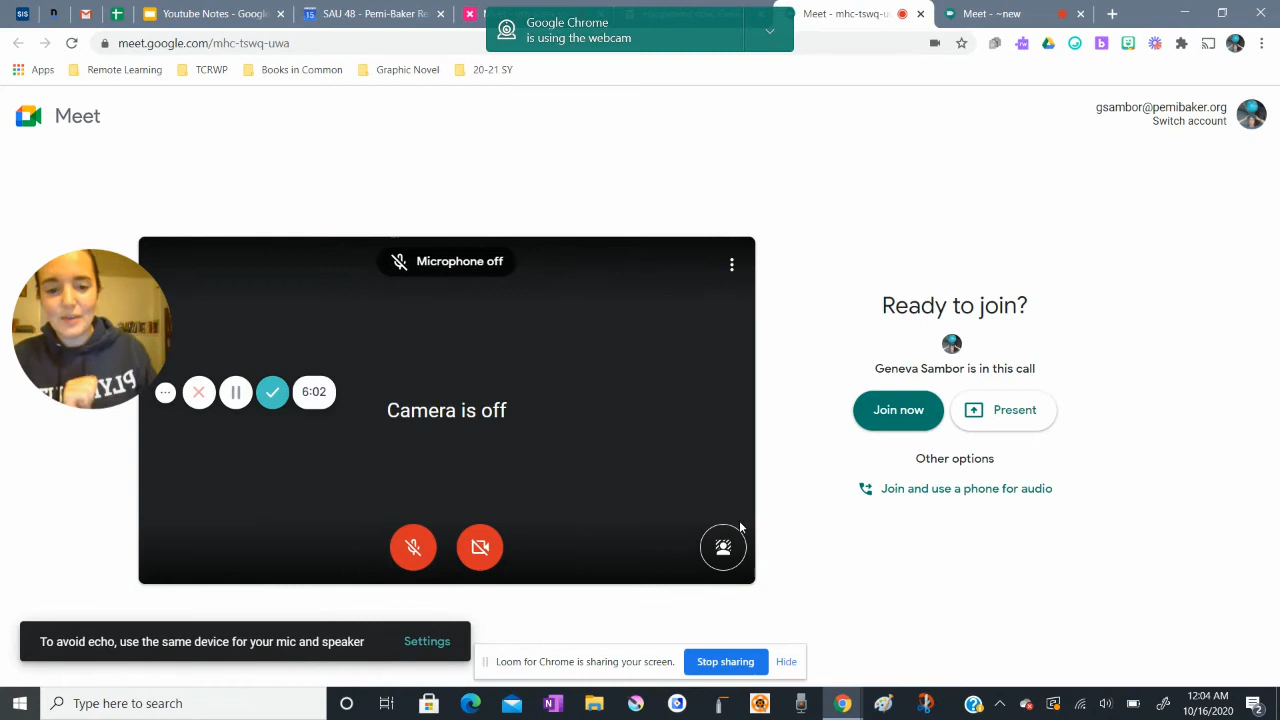 Youtube Notes - Goo
SAU 48 - Pemi-Baker Re
Meet - mhc-tswq-u
Meet - ~new
Google Chrome
is using the webcam
meet.google.com/mhc-tswq-uwa
Apps
Remote Learning
TCRWP
Books in Common
Graphic Novel
20-21 SY
Meet
gsambor@pemibaker.org
Switch account
Microphone off
Camera is off
6:02
PLY
Ready to join?
Geneva Sambor is in this call
Join now
Present
Other options
Join and use a phone for audio
To avoid echo, use the same device for your mic and speaker
Settings
Loom for Chrome is sharing your screen.
Stop sharing
Hide
Type here to search
12:04 AM
10/16/2020
2